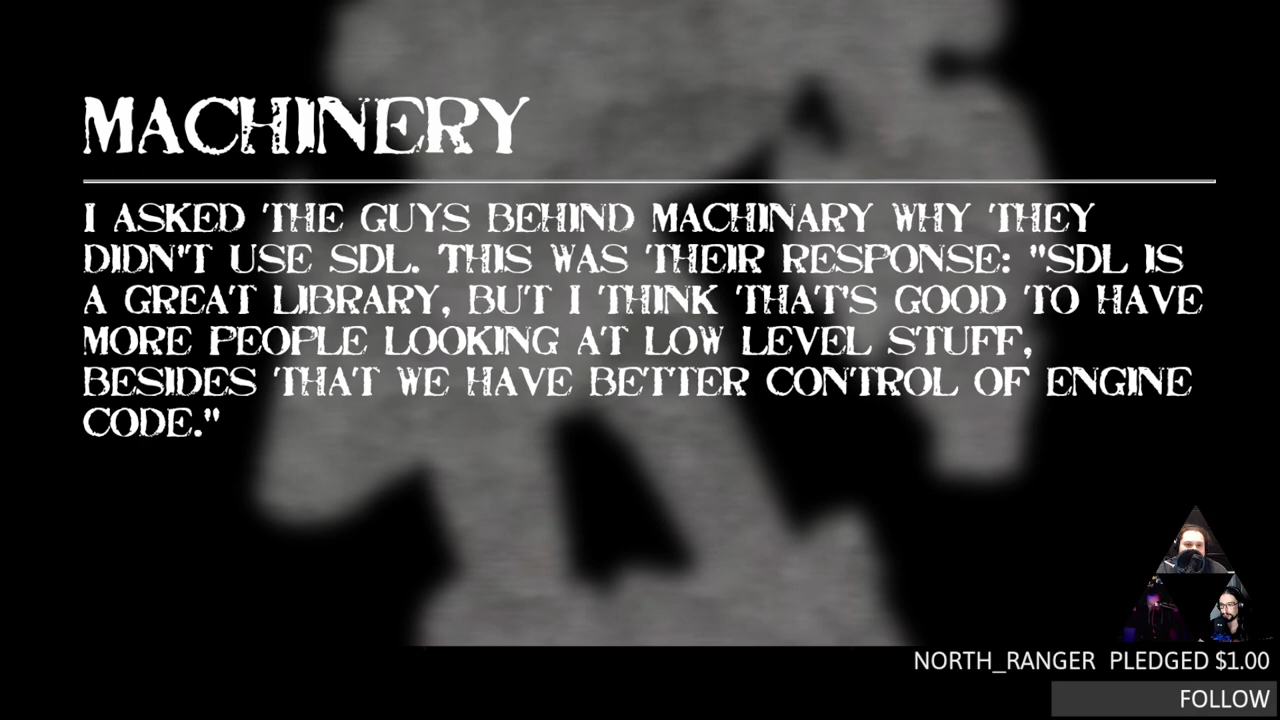 MACHINERY
I ASKED THE GUYS BEHIND MACHINARY WHY THEY
DIDN'T USE SDL. THIS WAS THEIR RESPONSE: "SDL IS
A GREAT LIBRARY, BUT I THINK THAT'S GOOD TO HAVE
MORE PEOPLE LOOKING AT LOW LEVEL STUFF,
BESIDES THAT WE HAVE BETTER CONTROL OF ENGINE
CODE."
NORTH_RANGER PLEDGED $1.00
FOLLOW